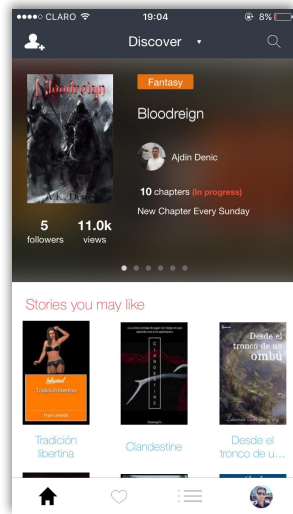 CLARO 19:04 8%
Discover
Bloodreign
A.K. Denic
Fantasy
Bloodreign
Ajdin Denic
10 chapters (In progress)
New Chapter Every Sunday
5 11.0k
followers views
Stories you may like
Tradición libertina
CLANDESTINE
Desde el
tronco de un
ombú
Tradición
libertina
Clandestine
Desde el
tronco de u...